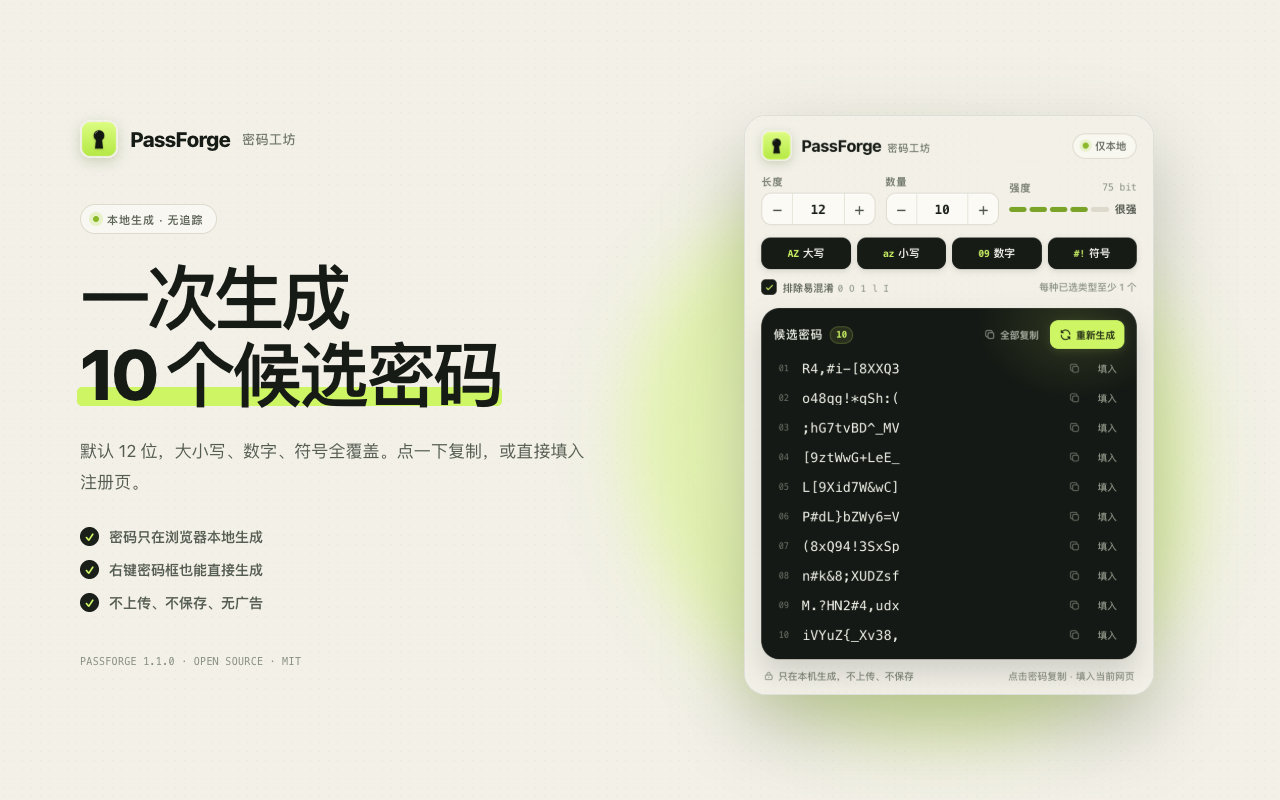 PassForge 密码工坊
本地生成 · 无追踪
一次生成
10 个候选密码
默认 12 位，大小写、数字、符号全覆盖。点一下复制，或直接填入
注册页。
密码只在浏览器本地生成
右键密码框也能直接生成
不上传、不保存、无广告
PASSFORGE 1.1.0 · OPEN SOURCE · MIT
PassForge 密码工坊
仅本地
长度
数量
强度 75 bit
− 12 +
− 10 +
很强
AZ 大写
az 小写
09 数字
#! 符号
排除易混淆 0 O 1 l I
每种已选类型至少 1 个
候选密码 10
全部复制
重新生成
01 R4,#i−[8XXQ3 填入
02 o48qg!*qSh:( 填入
03 ;hG7tvBD^_MV 填入
04 [9ztWwG+LeE_ 填入
05 L[9Xid7W&wC] 填入
06 P#dL}bZWy6=V 填入
07 (8xQ94!3SxSp 填入
08 n#k&8;XUDZsf 填入
09 M.?HN2#4,udx 填入
10 iVYuZ{_Xv38, 填入
只在本机生成，不上传、不保存
点击密码复制 · 填入当前网页